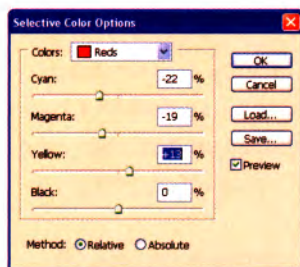 Selective Color Options
Colors: Reds
OK
Cyan: -22 %
Cancel
Magenta: -19 %
Load...
Save...
Yellow: +13 %
Preview
Black: 0 %
Method: Relative Absolute